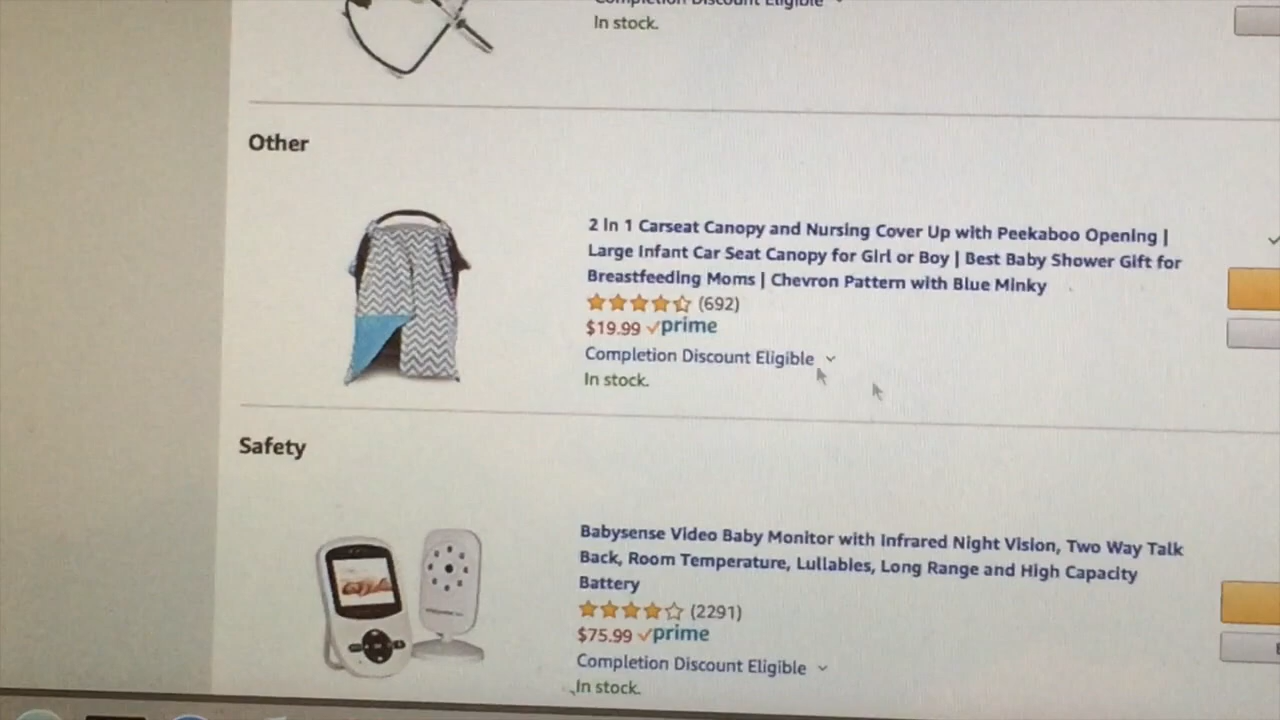 Completion Discount Eligible
In stock.
Other
2 In 1 Carseat Canopy and Nursing Cover Up with Peekaboo Opening |
Large Infant Car Seat Canopy for Girl or Boy | Best Baby Shower Gift for
Breastfeeding Moms | Chevron Pattern with Blue Minky
(692)
$19.99 prime
Completion Discount Eligible
In stock.
Safety
Babysense Video Baby Monitor with Infrared Night Vision, Two Way Talk
Back, Room Temperature, Lullabies, Long Range and High Capacity
Battery
(2291)
$75.99 prime
Completion Discount Eligible
In stock.